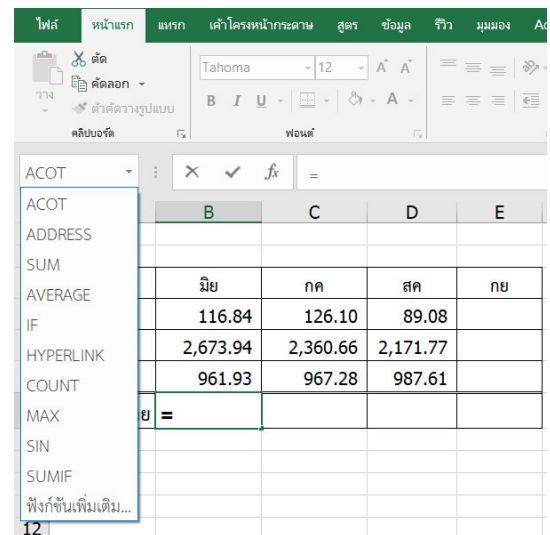 ไฟล์ หน้าแรก แทรก เค้าโครงหน้ากระดาษ สูตร ข้อมูล รีวิว มุมมอง
ตัด
คัดลอก
ตัวคัดวางรูปแบบ
วาง
Tahoma 12 A A
B I U A
คลิปบอร์ด ฟอนต์
ACOT fx =
ACOT
ADDRESS
SUM
AVERAGE
IF
HYPERLINK
COUNT
MAX
SIN
SUMIF
ฟังก์ชันเพิ่มเติม...
B C D E
มิย กค สค กย
116.84 126.10 89.08
2,673.94 2,360.66 2,171.77
961.93 967.28 987.61
=
12